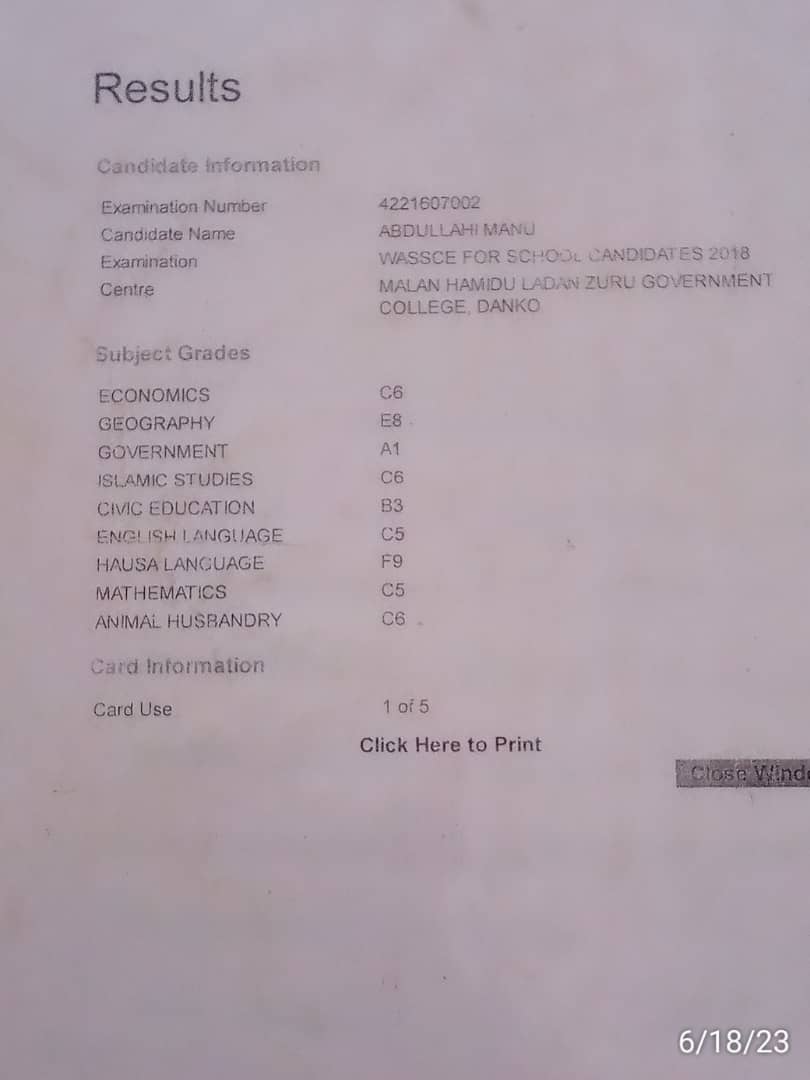 Results
Candidate Information
Examination Number 4221607002
Candidate Name ABDULLAHI MANU
Examination WASSCE FOR SCHOOL CANDIDATES 2018
Centre MALAN HAMIDU LADAN ZURU GOVERNMENT
COLLEGE, DANKO
Subject Grades
ECONOMICS C6
GEOGRAPHY E8
GOVERNMENT A1
ISLAMIC STUDIES C6
CIVIC EDUCATION B3
ENGLISH LANGUAGE C5
HAUSA LANGUAGE F9
MATHEMATICS C5
ANIMAL HUSBANDRY C6
Card Information
Card Use 1 of 5
Click Here to Print
Close Windo
6/18/23